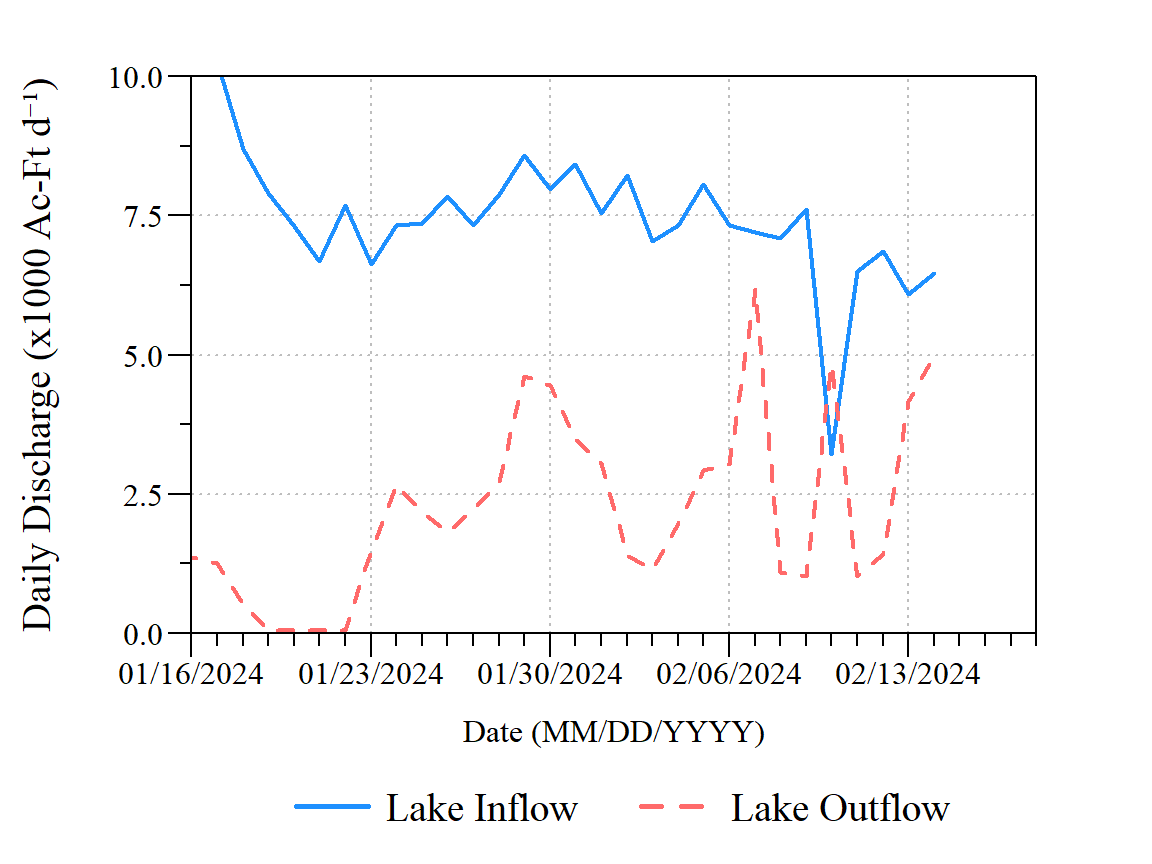 Daily Discharge (x1000 Ac-Ft d⁻¹)
10.0
7.5
5.0
2.5
0.0
01/16/2024 01/23/2024 01/30/2024 02/06/2024 02/13/2024
Date (MM/DD/YYYY)
Lake Inflow Lake Outflow